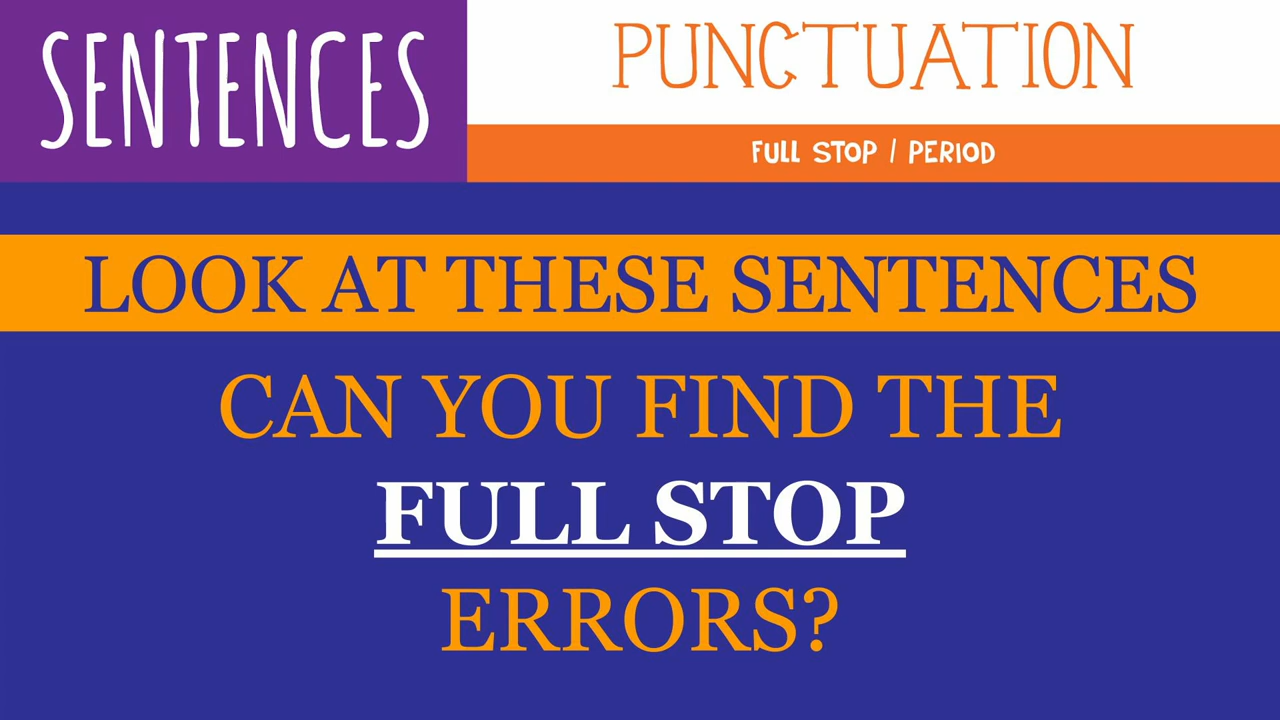 SENTENCES
PUNCTUATION
FULL STOP / PERIOD
LOOK AT THESE SENTENCES
CAN YOU FIND THE
FULL STOP
ERRORS?